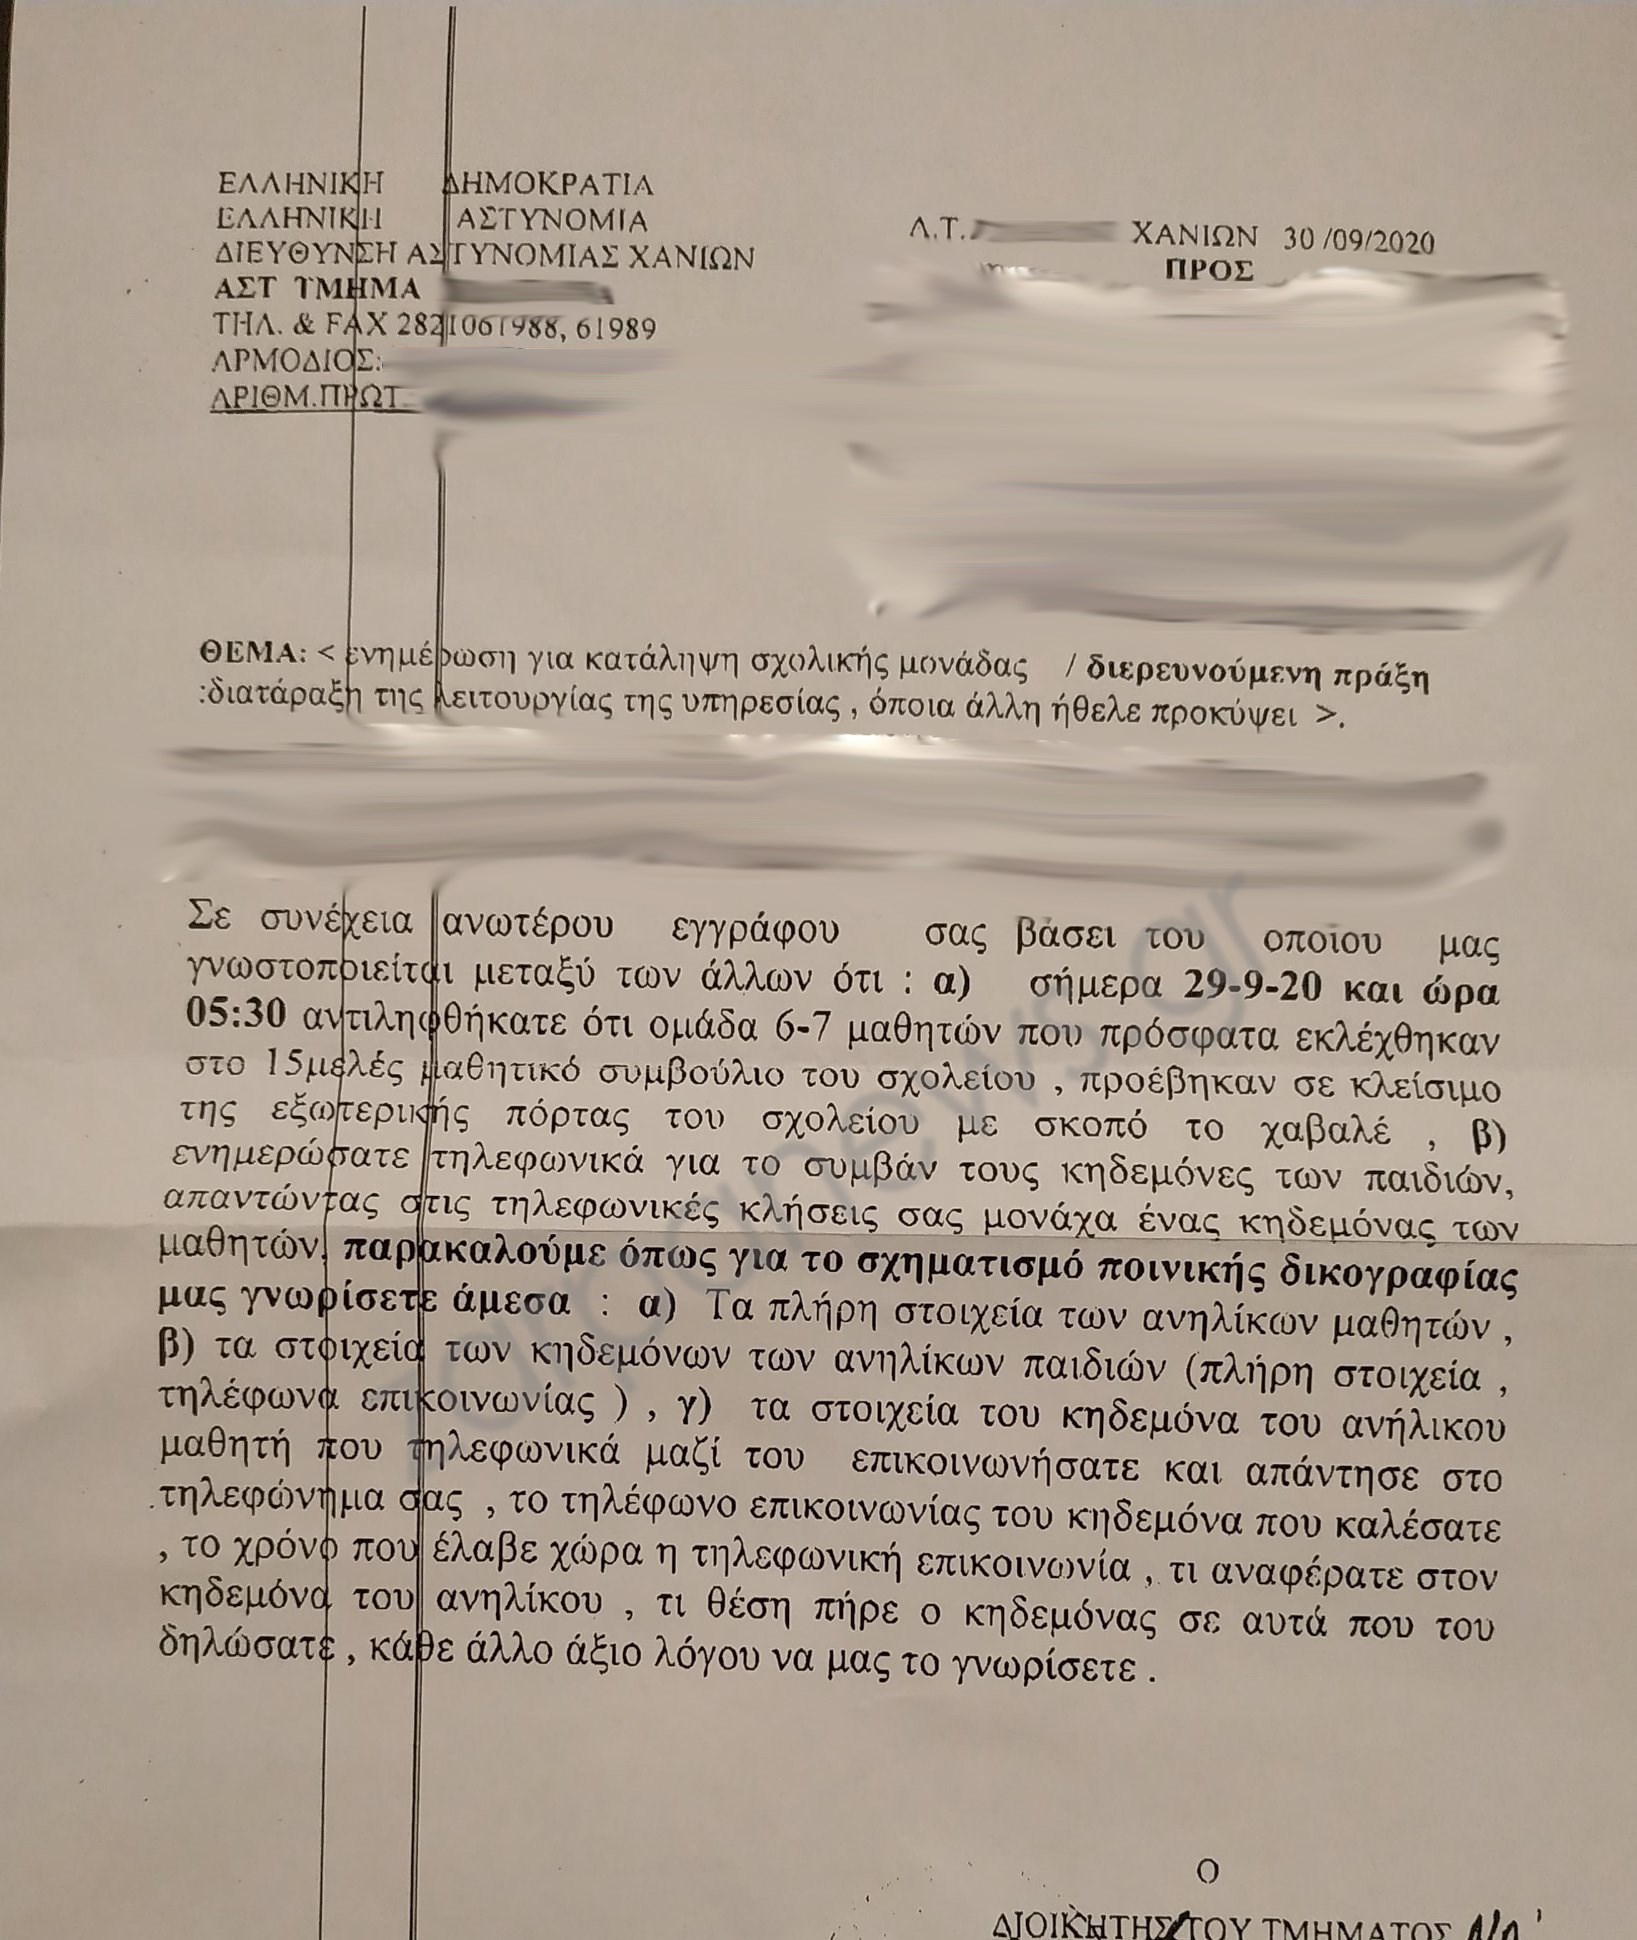 ΕΛΛΗΝΙΚΗ ΔΗΜΟΚΡΑΤΙΑ
ΕΛΛΗΝΙΚΗ ΑΣΤΥΝΟΜΙΑ
ΔΙΕΥΘΥΝΣΗ ΑΣΤΥΝΟΜΙΑΣ ΧΑΝΙΩΝ
ΑΣΤ ΤΜΗΜΑ
ΤΗΛ. & FAX 2821061988, 61989
ΑΡΜΟΔΙΟΣ:
ΑΡΙΘΜ.ΠΡΩΤ
Α.Τ. ΧΑΝΙΩΝ 30 /09/2020
ΠΡΟΣ
ΘΕΜΑ: < ενημέρωση για κατάληψη σχολικής μονάδας / διερευνούμενη πράξη
:διατάραξη της λειτουργίας της υπηρεσίας , όποια άλλη ήθελε προκύψει >.
Σε συνέχεια ανωτέρου εγγράφου σας βάσει του οποίου μας
γνωστοποιείται μεταξύ των άλλων ότι : α) σήμερα 29-9-20 και ώρα
05:30 αντιληφθήκατε ότι ομάδα 6-7 μαθητών που πρόσφατα εκλέχθηκαν
στο 15μελές μαθητικό συμβούλιο του σχολείου , προέβηκαν σε κλείσιμο
της εξωτερικής πόρτας του σχολείου με σκοπό το χαβαλέ , β)
ενημερώσατε τηλεφωνικά για το συμβάν τους κηδεμόνες των παιδιών,
απαντώντας στις τηλεφωνικές κλήσεις σας μονάχα ένας κηδεμόνας των
μαθητών, παρακαλούμε όπως για το σχηματισμό ποινικής δικογραφίας
μας γνωρίσετε άμεσα : α) Τα πλήρη στοιχεία των ανηλίκων μαθητών ,
β) τα στοιχεία των κηδεμόνων των ανηλίκων παιδιών (πλήρη στοιχεία ,
τηλέφωνα επικοινωνίας ) , γ) τα στοιχεία του κηδεμόνα του ανήλικου
μαθητή που τηλεφωνικά μαζί του επικοινωνήσατε και απάντησε στο
τηλεφώνημα σας , το τηλέφωνο επικοινωνίας του κηδεμόνα που καλέσατε
, το χρόνο που έλαβε χώρα η τηλεφωνική επικοινωνία , τι αναφέρατε στον
κηδεμόνα του ανηλίκου , τι θέση πήρε ο κηδεμόνας σε αυτά που του
δηλώσατε , κάθε άλλο άξιο λόγου να μας το γνωρίσετε .
Ο
ΔΙΟΙΚΗΤΗΣ ΤΟΥ ΤΜΗΜΑΤΟΣ